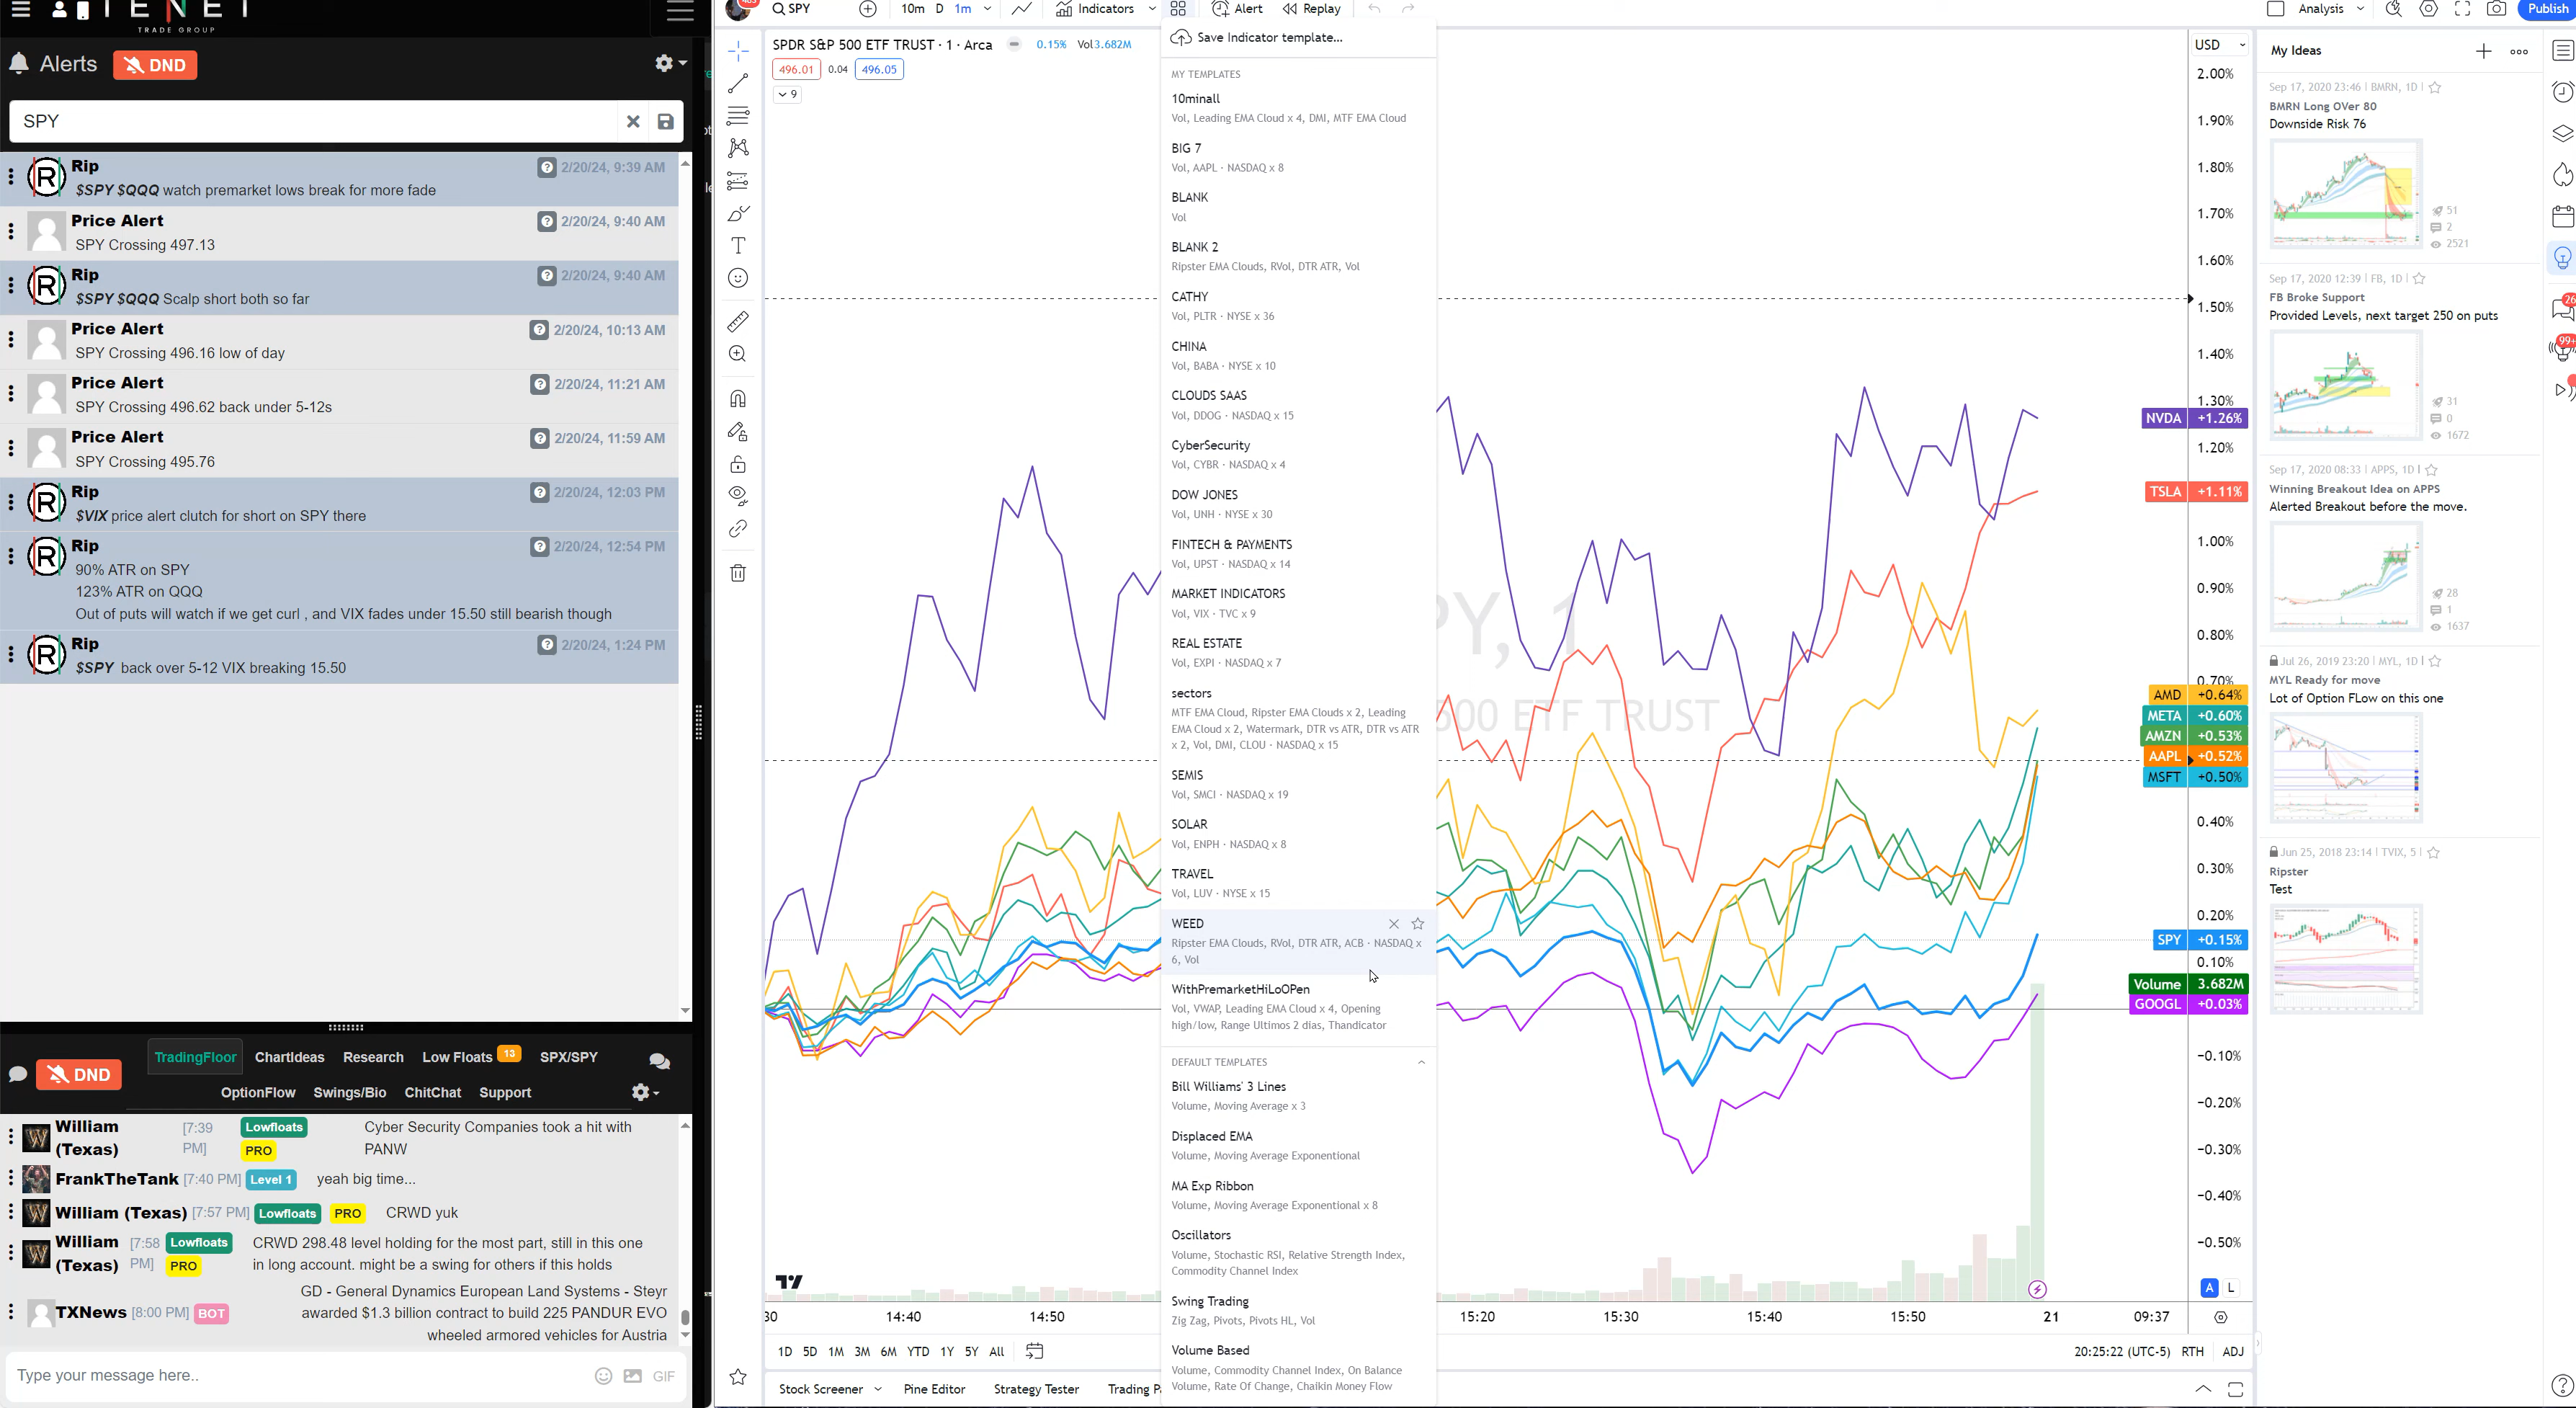 TENET
TRADE GROUP
Alerts
DND
SPY
Rip
2/20/24, 9:39 AM
$SPY $QQQ watch premarket lows break for more fade
Price Alert
2/20/24, 9:40 AM
SPY Crossing 497.13
Rip
2/20/24, 9:40 AM
$SPY $QQQ Scalp short both so far
Price Alert
2/20/24, 10:13 AM
SPY Crossing 496.16 low of day
Price Alert
2/20/24, 11:21 AM
SPY Crossing 496.62 back under 5-12s
Price Alert
2/20/24, 11:59 AM
SPY Crossing 495.76
Rip
2/20/24, 12:03 PM
$VIX price alert clutch for short on SPY there
Rip
2/20/24, 12:54 PM
90% ATR on SPY
123% ATR on QQQ
Out of puts will watch if we get curl , and VIX fades under 15.50 still bearish though
Rip
2/20/24, 1:24 PM
$SPY back over 5-12 VIX breaking 15.50
DND
TradingFloor ChartIdeas Research Low Floats 13 SPX/SPY
OptionFlow Swings/Bio ChitChat Support
William (Texas) [7:39 PM] Lowfloats PRO
Cyber Security Companies took a hit with
PANW
FrankTheTank [7:40 PM] Level 1 yeah big time...
William (Texas) [7:57 PM] Lowfloats PRO CRWD yuk
William (Texas) [7:58 PM] Lowfloats PRO
CRWD 298.48 level holding for the most part, still in this one
in long account. might be a swing for others if this holds
TXNews [8:00 PM] BOT
GD - General Dynamics European Land Systems - Steyr
awarded $1.3 billion contract to build 225 PANDUR EVO
wheeled armored vehicles for Austria
Type your message here..
GIF
SPY
10m D 1m
Indicators
Alert
Replay
Analysis
Publish
SPDR S&P 500 ETF TRUST · 1 · Arca
0.15% Vol3.682M
496.01 0.04 496.05
9
Save Indicator template...
MY TEMPLATES
10minall
Vol, Leading EMA Cloud x 4, DMI, MTF EMA Cloud
BIG 7
Vol, AAPL · NASDAQ x 8
BLANK
Vol
BLANK 2
Ripster EMA Clouds, RVol, DTR ATR, Vol
CATHY
Vol, PLTR · NYSE x 36
CHINA
Vol, BABA · NYSE x 10
CLOUDS SAAS
Vol, DDOG · NASDAQ x 15
CyberSecurity
Vol, CYBR · NASDAQ x 4
DOW JONES
Vol, UNH · NYSE x 30
FINTECH & PAYMENTS
Vol, UPST · NASDAQ x 14
MARKET INDICATORS
Vol, VIX · TVC x 9
REAL ESTATE
Vol, EXPI · NASDAQ x 7
sectors
MTF EMA Cloud, Ripster EMA Clouds x 2, Leading
EMA Cloud x 2, Watermark, DTR vs ATR, DTR vs ATR
x 2, Vol, DMI, CLOU · NASDAQ x 15
SEMIS
Vol, SMCI · NASDAQ x 19
SOLAR
Vol, ENPH · NASDAQ x 8
TRAVEL
Vol, LUV · NYSE x 15
WEED
Ripster EMA Clouds, RVol, DTR ATR, ACB · NASDAQ x
6, Vol
WithPremarketHiLoOPen
Vol, VWAP, Leading EMA Cloud x 4, Opening
high/low, Range Ultimos 2 dias, Thandicator
DEFAULT TEMPLATES
Bill Williams' 3 Lines
Volume, Moving Average x 3
Displaced EMA
Volume, Moving Average Exponential
MA Exp Ribbon
Volume, Moving Average Exponential x 8
Oscillators
Volume, Stochastic RSI, Relative Strength Index,
Commodity Channel Index
Swing Trading
Zig Zag, Pivots, Pivots HL, Vol
Volume Based
Volume, Commodity Channel Index, On Balance
Volume, Rate Of Change, Chaikin Money Flow
PY, 1
500 ETF TRUST
USD
2.00%
1.90%
1.80%
1.70%
1.60%
1.50%
1.40%
1.30%
NVDA +1.26%
1.20%
TSLA +1.11%
1.00%
0.90%
0.80%
0.70%
AMD +0.64%
META +0.60%
AMZN +0.53%
AAPL +0.52%
MSFT +0.50%
0.40%
0.30%
0.20%
SPY +0.15%
0.10%
Volume 3.682M
GOOGL +0.03%
−0.10%
−0.20%
−0.30%
−0.40%
−0.50%
A L
30 14:40 14:50 15:20 15:30 15:40 15:50 21 09:37
1D 5D 1M 3M 6M YTD 1Y 5Y All
20:25:22 (UTC-5) RTH ADJ
Stock Screener Pine Editor Strategy Tester Trading P
My Ideas
Sep 17, 2020 23:46 | BMRN, 1D |
BMRN Long OVer 80
Downside Risk 76
51
2
2521
Sep 17, 2020 12:39 | FB, 1D |
FB Broke Support
Provided Levels, next target 250 on puts
31
0
1672
Sep 17, 2020 08:33 | APPS, 1D |
Winning Breakout Idea on APPS
Alerted Breakout before the move.
28
1
1637
Jul 26, 2019 23:20 | MYL, 1D |
MYL Ready for move
Lot of Option FLow on this one
Jun 25, 2018 23:14 | TVIX, 5 |
Ripster
Test
26
99+